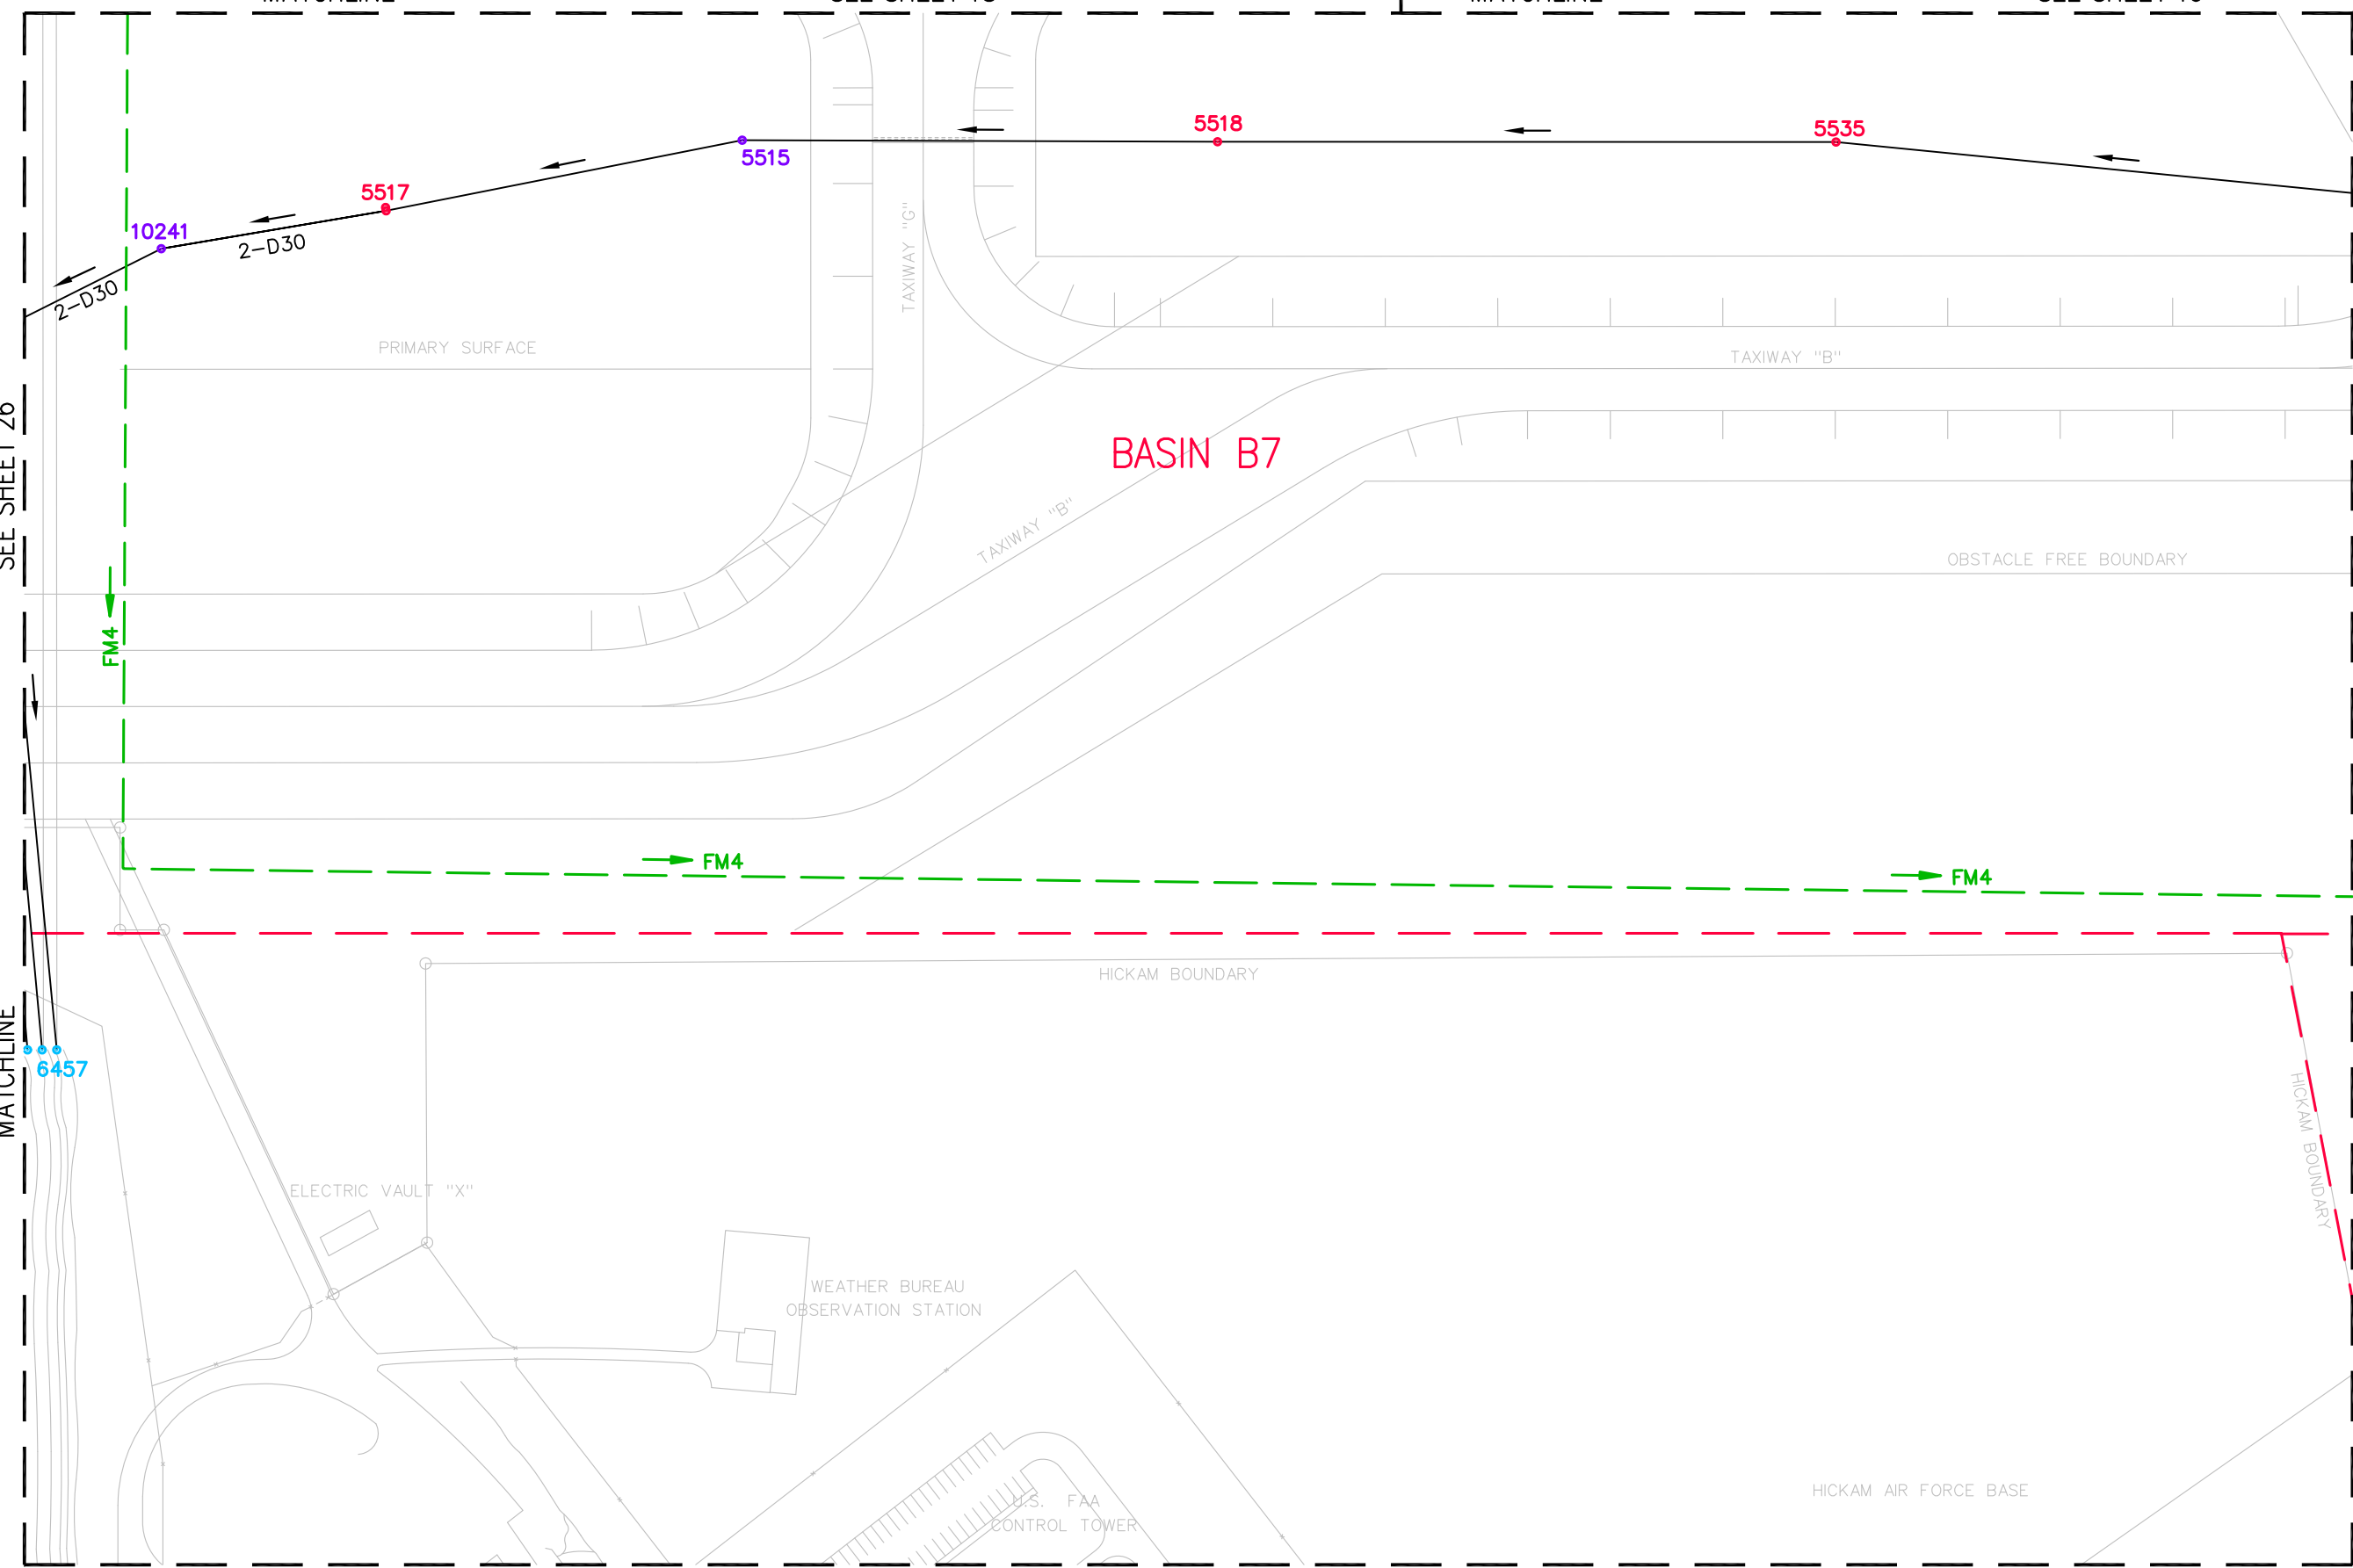 MATCHLINE
SEE SHEET 26
5518
5535
5515
5517
10241
2-D30
2-D30
TAXIWAY "G"
PRIMARY SURFACE
TAXIWAY "B"
BASIN B7
TAXIWAY "B"
OBSTACLE FREE BOUNDARY
FM4
FM4
FM4
HICKAM BOUNDARY
6457
HICKAM BOUNDARY
ELECTRIC VAULT "X"
WEATHER BUREAU
OBSERVATION STATION
HICKAM AIR FORCE BASE
U.S. FAA
CONTROL TOWER